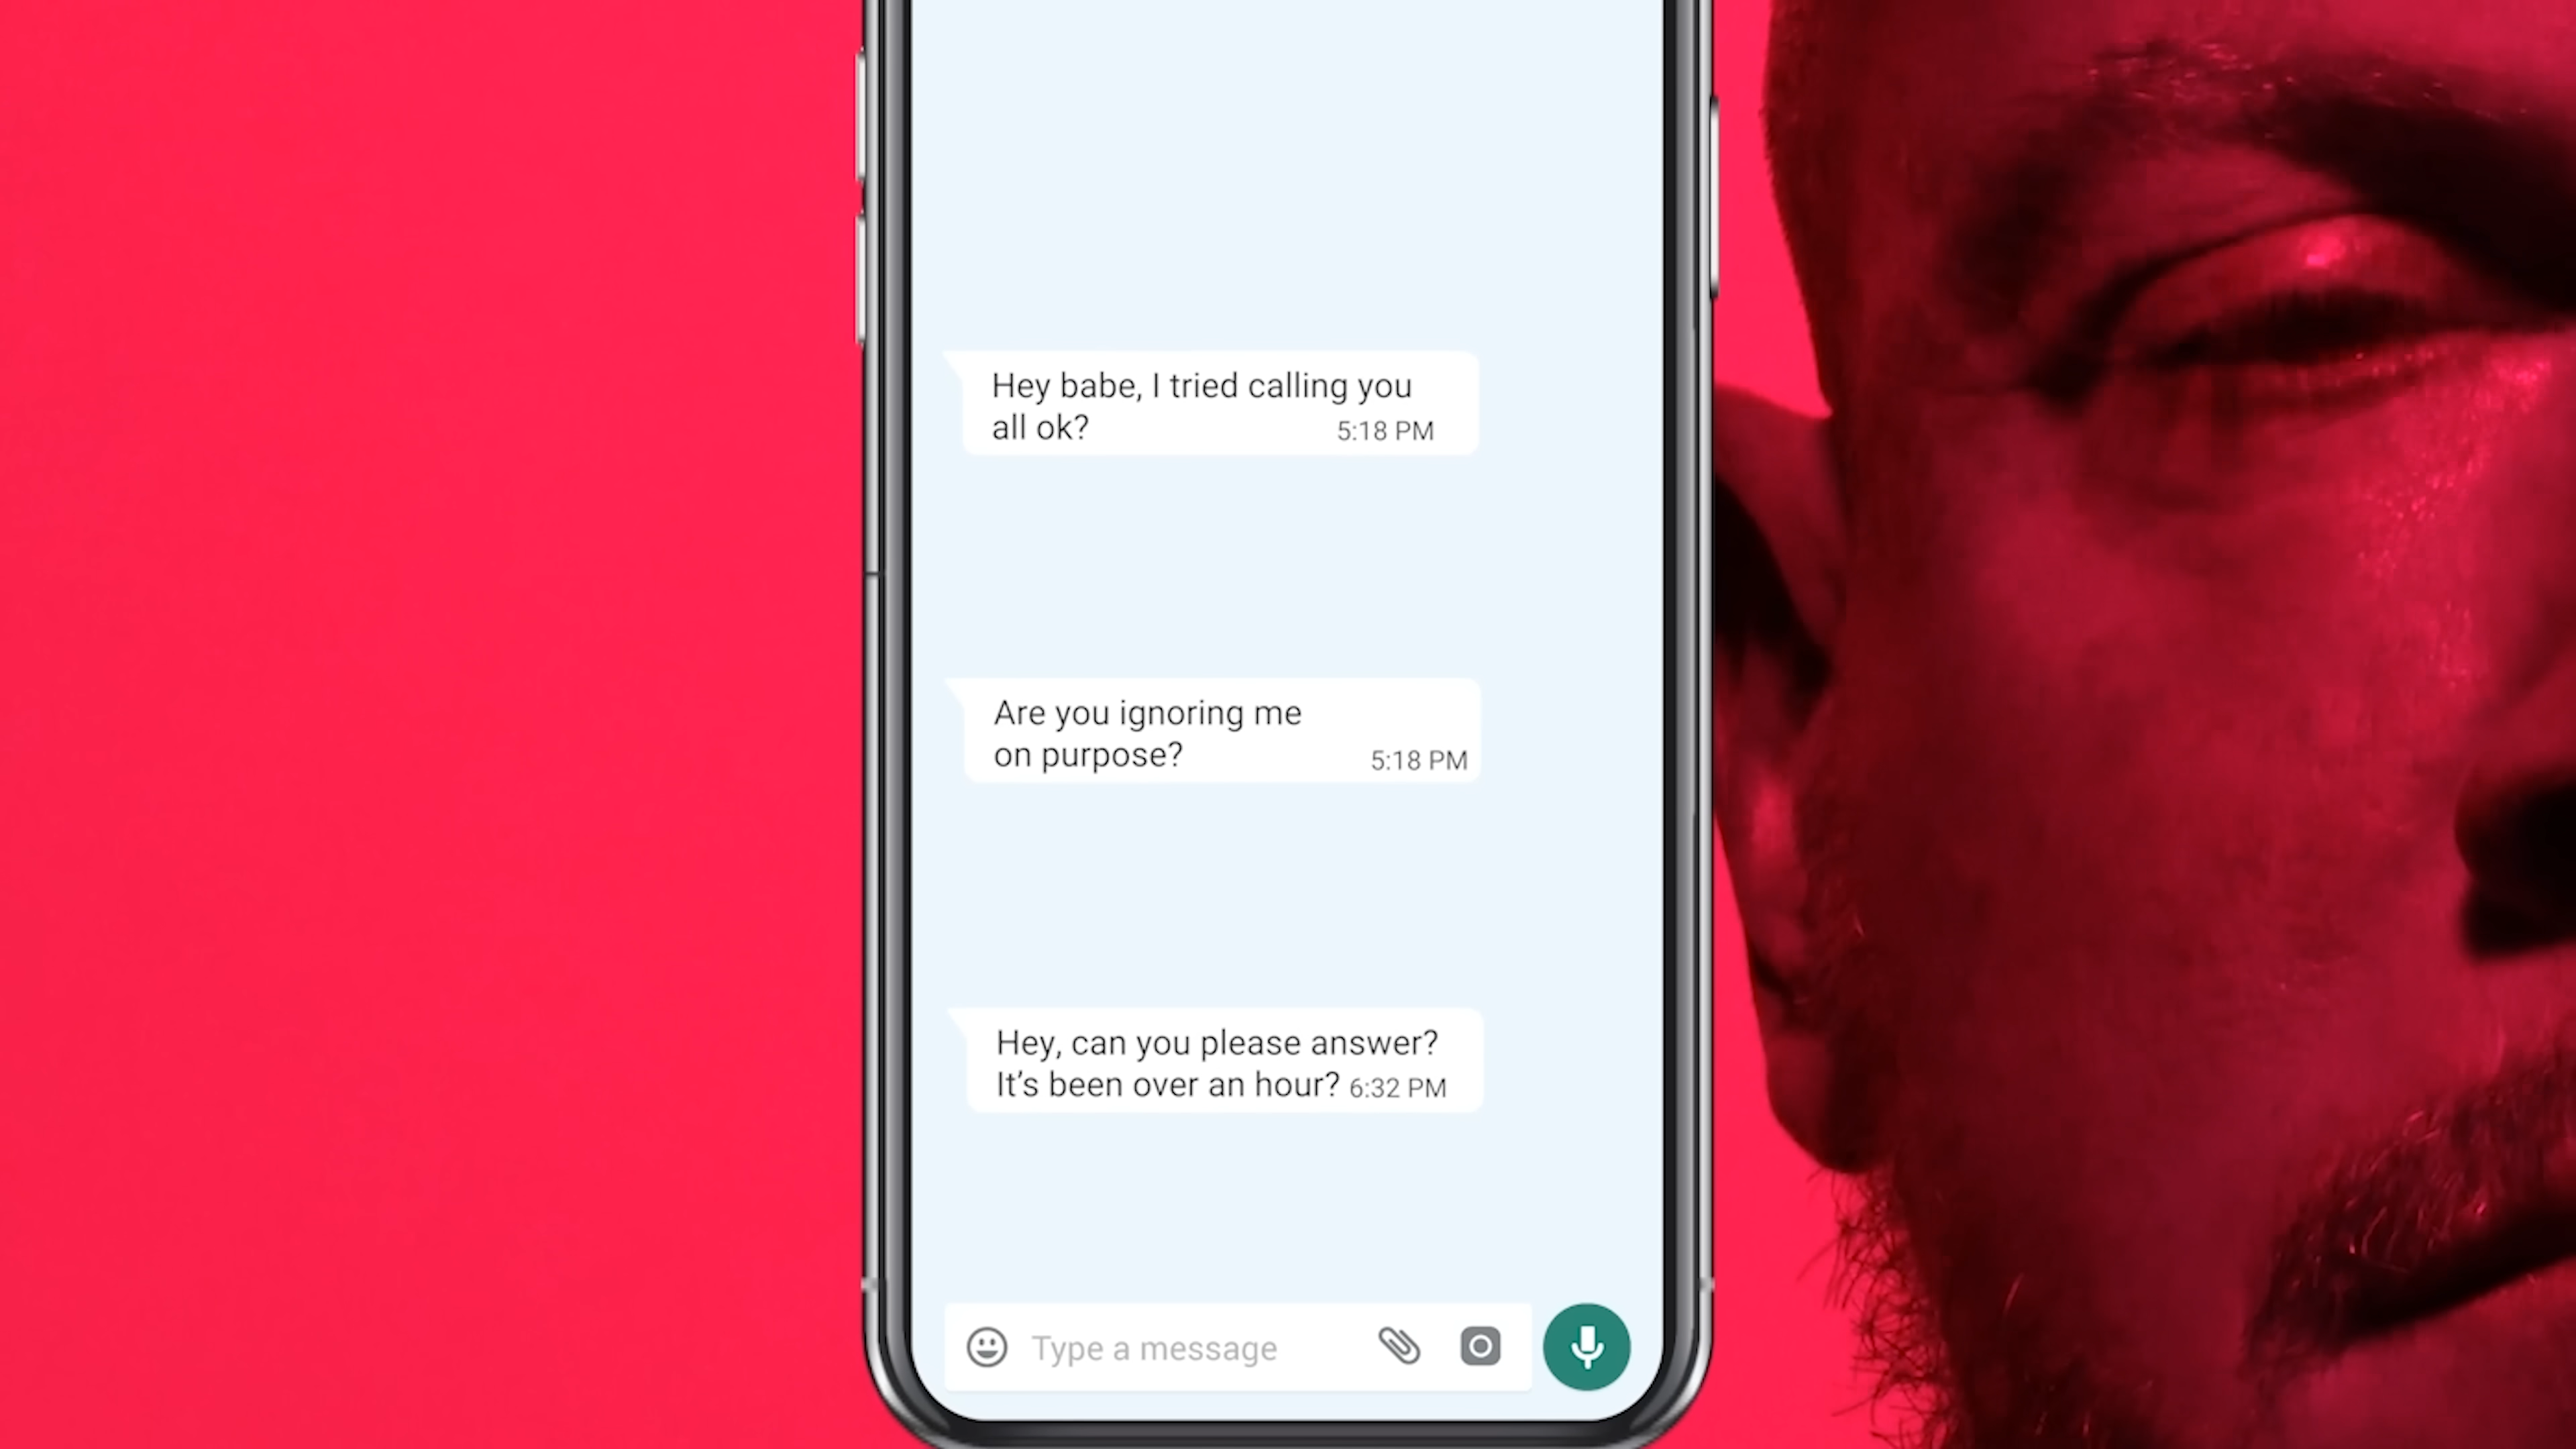 Hey babe, I tried calling you
all ok? 5:18 PM
Are you ignoring me
on purpose? 5:18 PM
Hey, can you please answer?
It’s been over an hour? 6:32 PM
Type a message